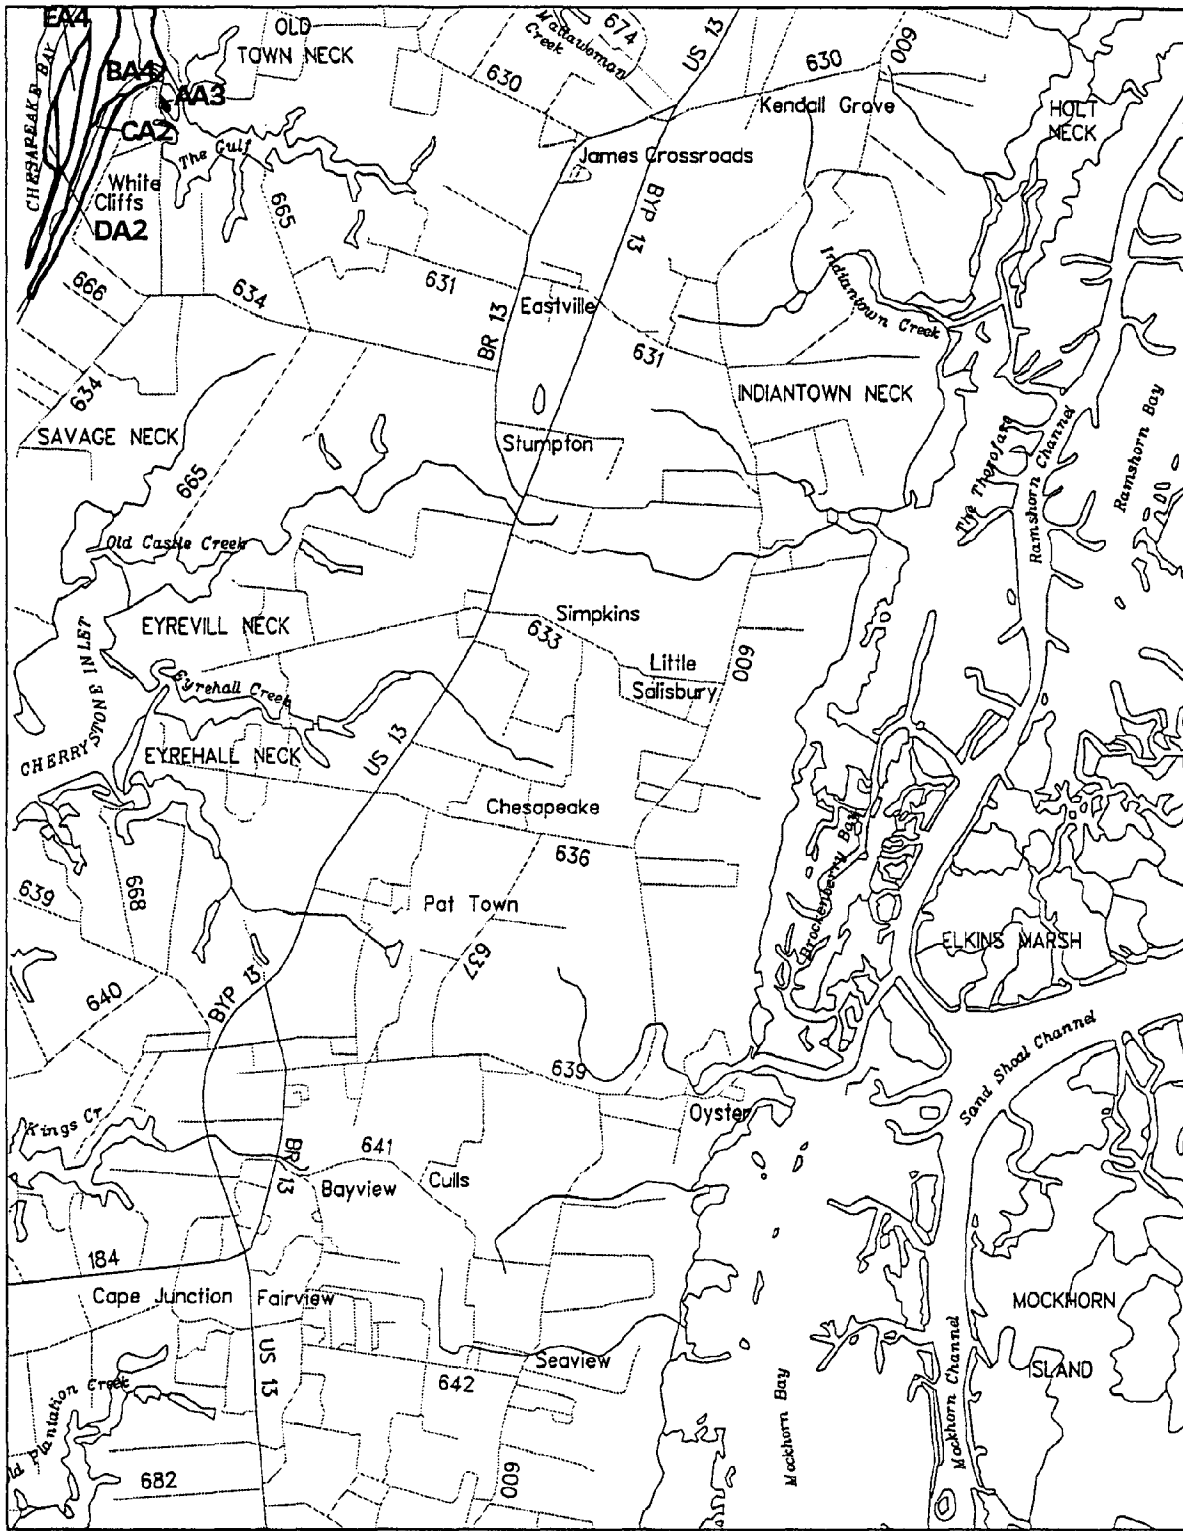 EA4
OLD
TOWN NECK
Mattawoman
Creek
674
US 13
630
630
600
BA4
AA3
CA2
CHESAPEAKE BAY
The Gulf
White
Cliffs
DA2
665
Kendall Grove
HOLT
NECK
James Crossroads
BYP 13
666
634
631
Eastville
BR 13
631
Indiantown Creek
634
INDIANTOWN NECK
SAVAGE NECK
Stumpton
665
The Thorofare
Ramshorn Channel
Ramshorn Bay
Old Castle Creek
EYREVILL NECK
Simpkins
633
Little
Salisbury
600
CHERRYSTONE INLET
Eyrehall Creek
EYREHALL NECK
US 13
Chesapeake
636
Brockenberry Bay
639
668
Pat Town
637
ELKINS MARSH
640
BYP 13
639
Sand Shoal Channel
Oyster
Kings Cr
641
BR 13
Bayview
Culls
184
Cape Junction
Fairview
MOCKHORN
ISLAND
US 13
Seaview
642
Mockhorn Bay
Mockhorn Channel
ld Plantation Creek
682
600